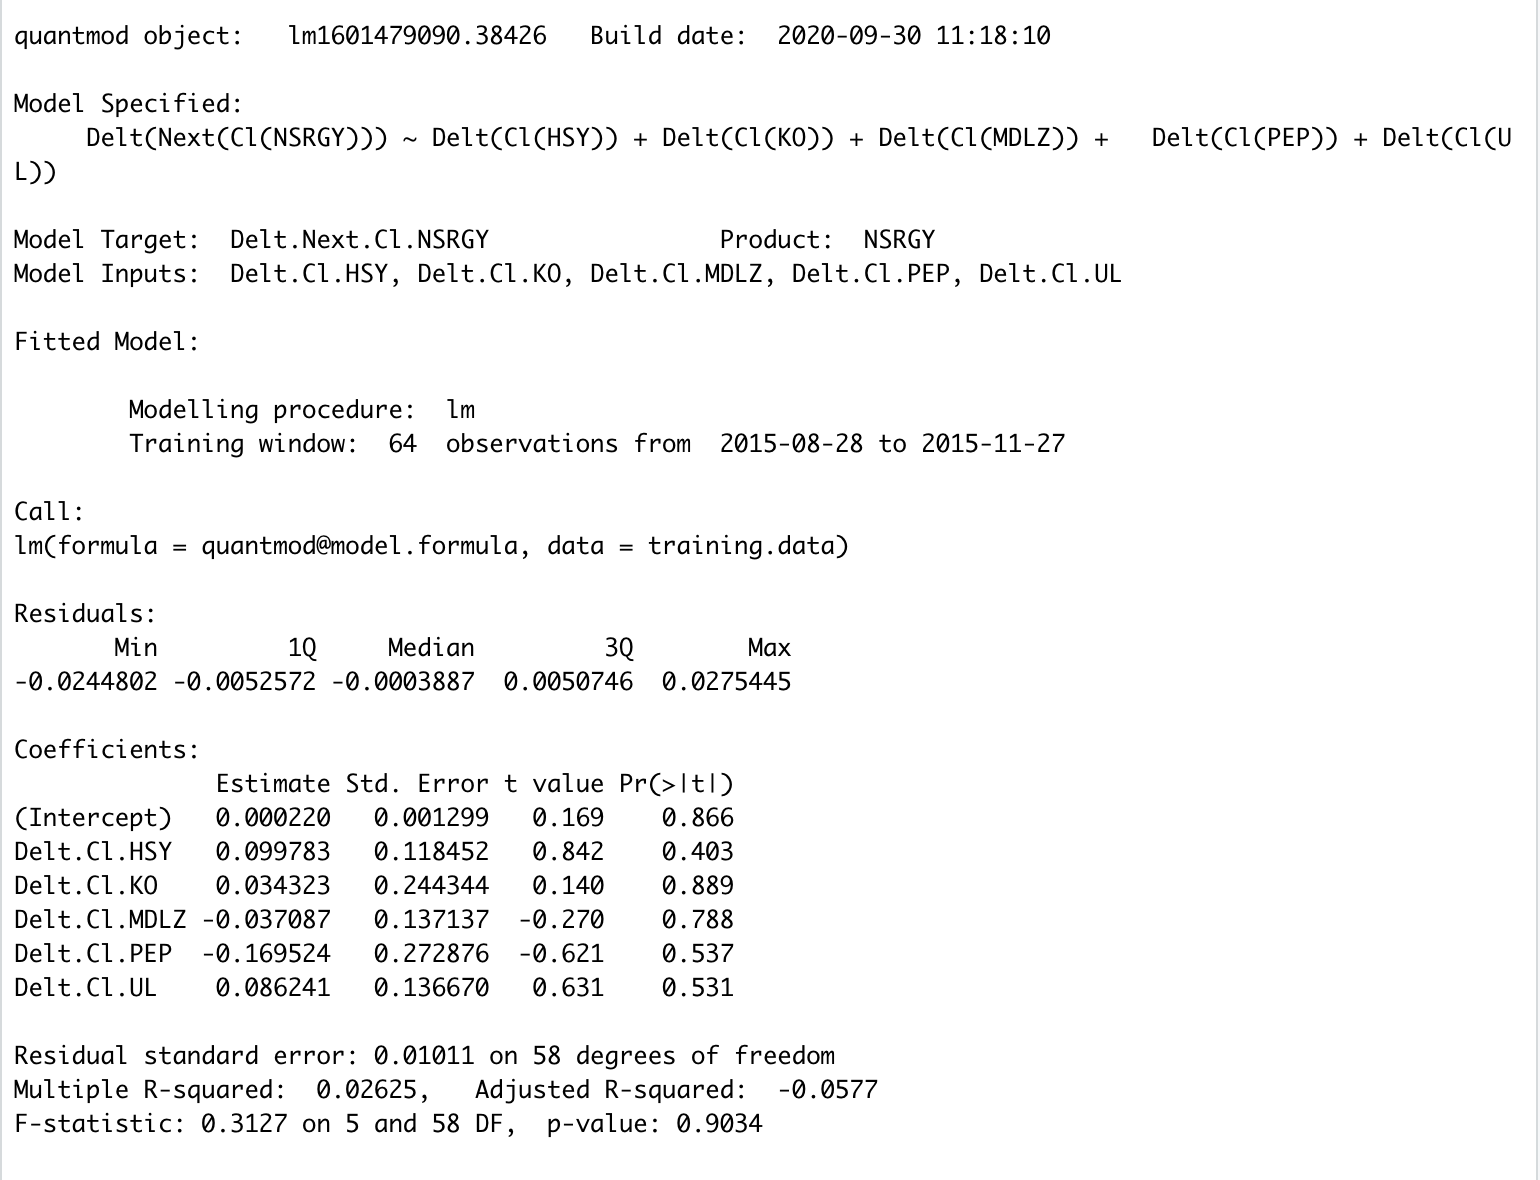 quantmod object:   lm1601479090.38426   Build date:  2020-09-30 11:18:10
Model Specified:
     Delt(Next(Cl(NSRGY))) ~ Delt(Cl(HSY)) + Delt(Cl(KO)) + Delt(Cl(MDLZ)) +   Delt(Cl(PEP)) + Delt(Cl(U
L))
Model Target:  Delt.Next.Cl.NSRGY                Product:  NSRGY
Model Inputs:  Delt.Cl.HSY, Delt.Cl.KO, Delt.Cl.MDLZ, Delt.Cl.PEP, Delt.Cl.UL
Fitted Model:
        Modelling procedure:  lm
        Training window:  64  observations from  2015-08-28 to 2015-11-27
Call:
lm(formula = quantmod@model.formula, data = training.data)
Residuals:
       Min         1Q     Median         3Q        Max
-0.0244802 -0.0052572 -0.0003887  0.0050746  0.0275445
Coefficients:
              Estimate Std. Error t value Pr(>|t|)
(Intercept)   0.000220   0.001299   0.169    0.866
Delt.Cl.HSY   0.099783   0.118452   0.842    0.403
Delt.Cl.KO    0.034323   0.244344   0.140    0.889
Delt.Cl.MDLZ -0.037087   0.137137  -0.270    0.788
Delt.Cl.PEP  -0.169524   0.272876  -0.621    0.537
Delt.Cl.UL    0.086241   0.136670   0.631    0.531
Residual standard error: 0.01011 on 58 degrees of freedom
Multiple R-squared:  0.02625,   Adjusted R-squared:  -0.0577
F-statistic: 0.3127 on 5 and 58 DF,  p-value: 0.9034